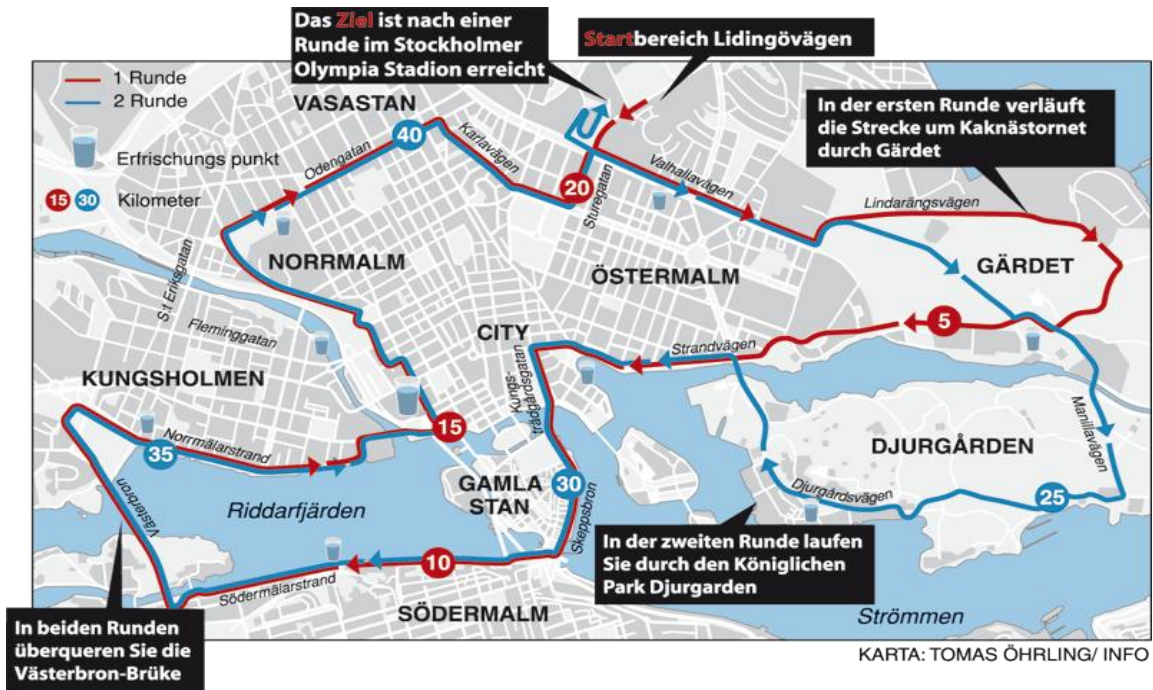 Das Ziel ist nach einer
Runde im Stockholmer
Olympia Stadion erreicht
Startbereich Lidingövägen
1 Runde
2 Runde
Erfrischungs punkt
15 30 Kilometer
In der ersten Runde verläuft
die Strecke um Kaknästornet
durch Gärdet
VASASTAN
40
Odengatan
Karlavägen
20
Sturegatan
Valhallavägen
Lindarängsvägen
GÄRDET
NORRMALM
ÖSTERMALM
S:t Eriksgatan
Fleminggatan
CITY
5
Strandvägen
Kungs-
trädgårdsgatan
KUNGSHOLMEN
15
Norrmälarstrand
35
DJURGÅRDEN
Manillavägen
GAMLA
STAN
30
Djurgårdsvägen
25
Västerbron
Riddarfjärden
Skeppsbron
In der zweiten Runde laufen
Sie durch den Königlichen
Park Djurgarden
10
Södermälarstrand
SÖDERMALM
Strömmen
In beiden Runden
überqueren Sie die
Västerbron-Brüke
KARTA: TOMAS ÖHRLING/ INFO